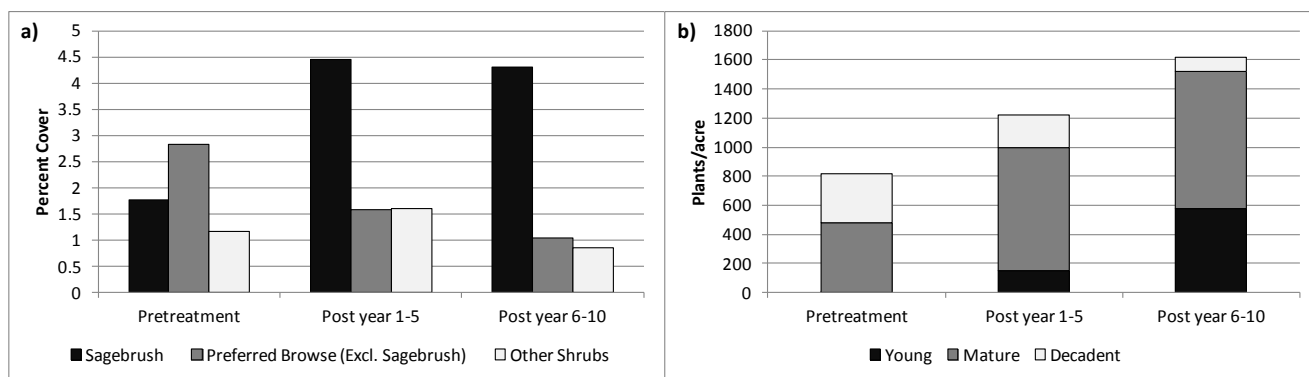 a)
Percent Cover
5
4.5
4
3.5
3
2.5
2
1.5
1
0.5
0
Pretreatment Post year 1-5 Post year 6-10
Sagebrush Preferred Browse (Excl. Sagebrush) Other Shrubs
b)
Plants/acre
1800
1600
1400
1200
1000
800
600
400
200
0
Pretreatment Post year 1-5 Post year 6-10
Young Mature Decadent